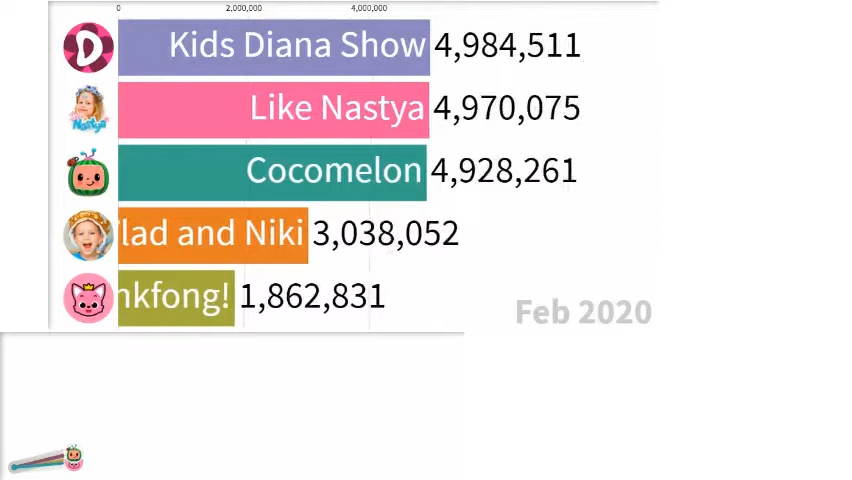 0 2,000,000 4,000,000
Kids Diana Show 4,984,511
Like Nastya 4,970,075
Cocomelon 4,928,261
lad and Niki 3,038,052
nkfong! 1,862,831
Feb 2020
D
Nastya